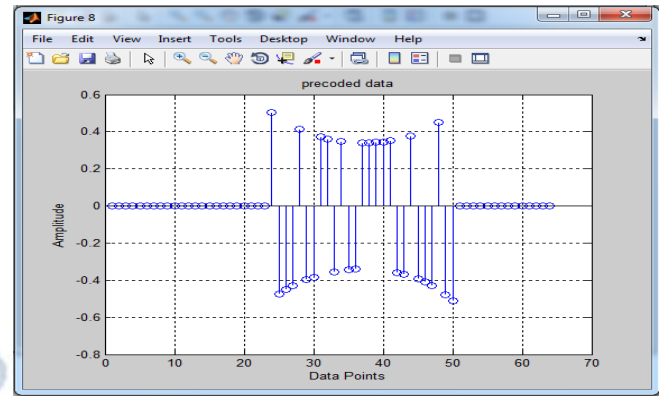 Figure 8
File Edit View Insert Tools Desktop Window Help
precoded data
0.6
0.4
0.2
0
-0.2
-0.4
-0.6
-0.8
Amplitude
0 10 20 30 40 50 60 70
Data Points